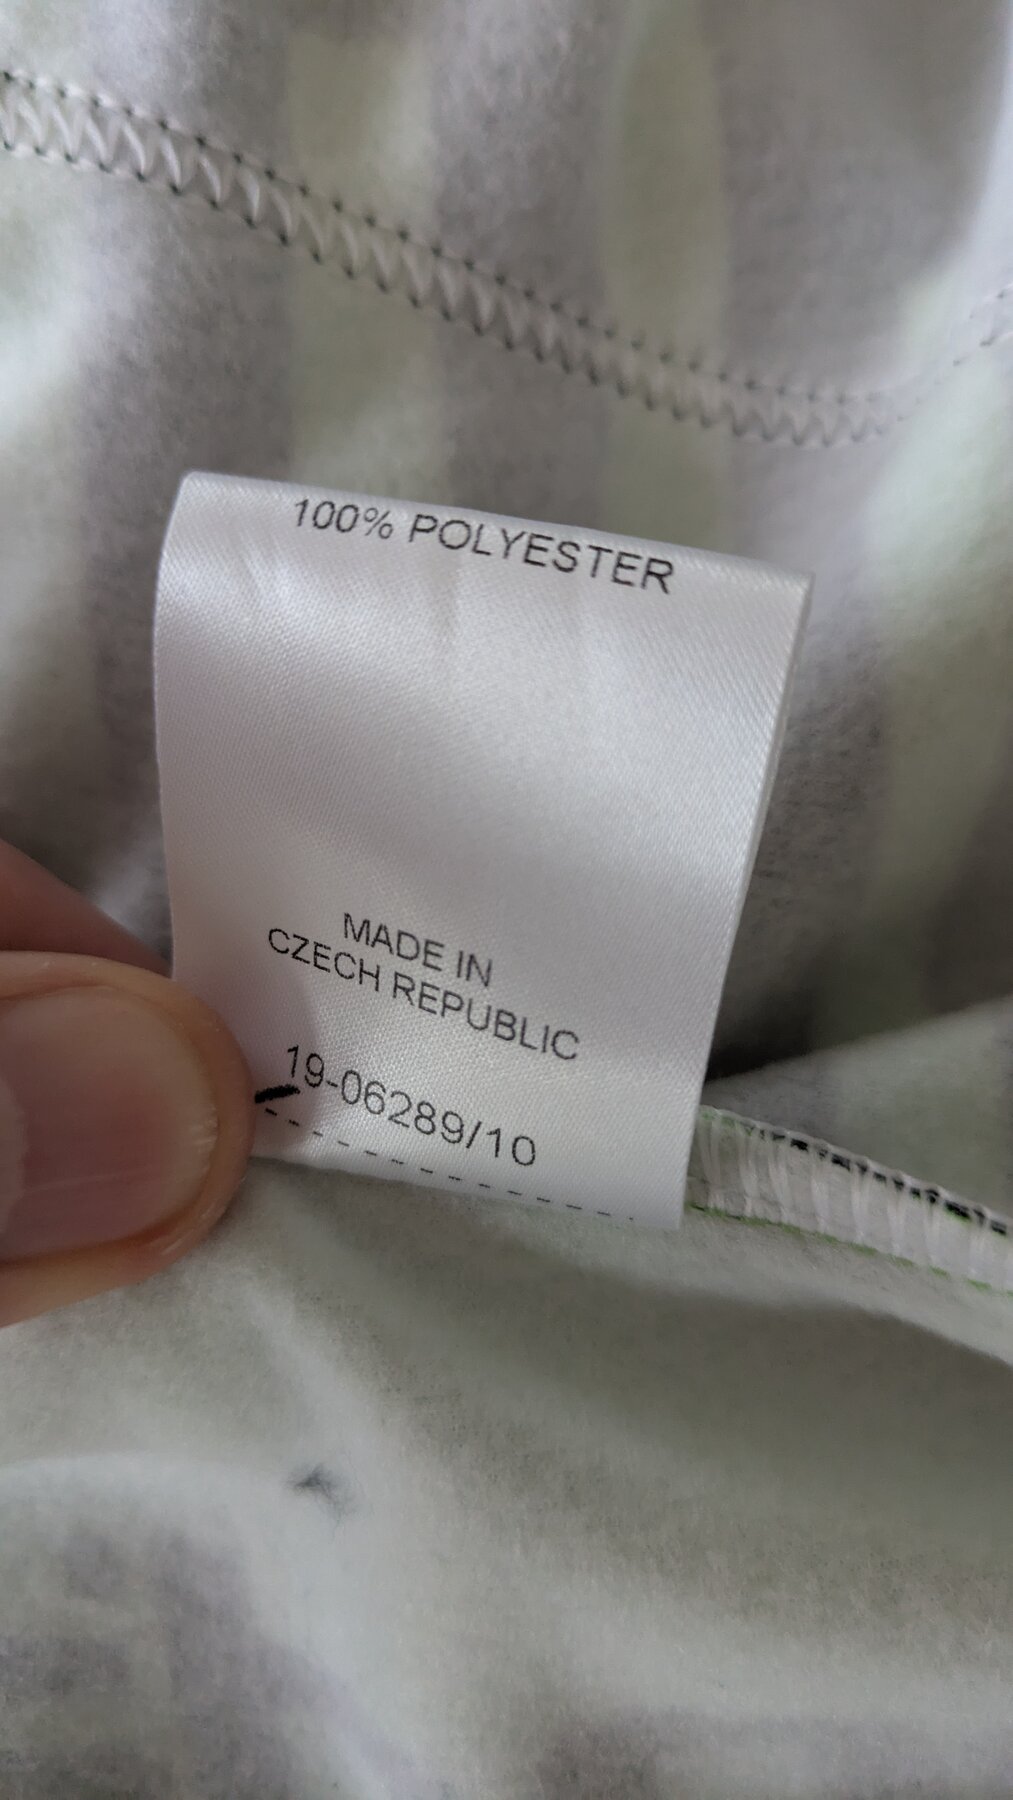 100% POLYESTER
MADE IN
CZECH REPUBLIC
19-06289/10